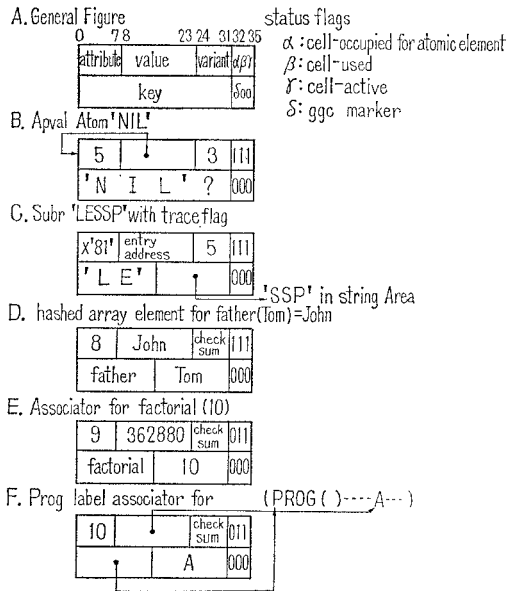 A. General Figure
0 78 23 24 31 32 35
attribute value variant αβγ
key δ00
status flags
α : cell-occupied for atomic element
β : cell-used
γ : cell-active
δ : ggc marker
B. Apval Atom 'NIL'
5 3 111
'N I L' ? 000
C. Subr 'LESSP' with trace flag
X'81' entry address 5 111
'L E' 000
'SSP' in string Area
D. hashed array element for father(Tom)=John
8 John check sum 111
father Tom 000
E. Associator for factorial (10)
9 362880 check sum 011
factorial 10 000
F. Prog label associator for (PROG ( )----A---)
10 check sum 011
A 000